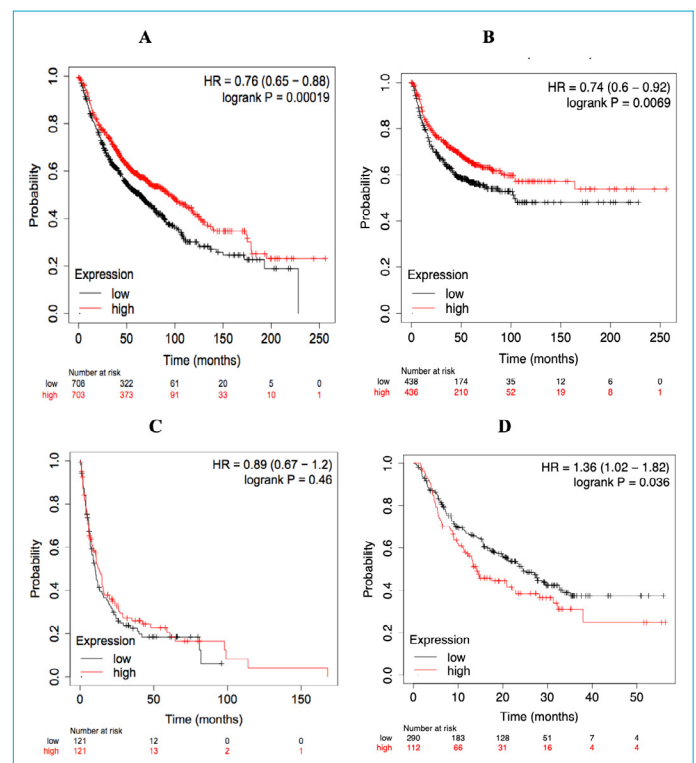 A
HR = 0.76 (0.65 – 0.88)
logrank P = 0.00019
Probability
1.0
0.8
0.6
0.4
0.2
0.0
Expression
low
high
0 50 100 150 200 250
Time (months)
Number at risk
low 708 322 61 20 5 0
high 703 373 91 33 10 1
B
HR = 0.74 (0.6 – 0.92)
logrank P = 0.0069
Probability
1.0
0.8
0.6
0.4
0.2
0.0
Expression
low
high
0 50 100 150 200 250
Time (months)
Number at risk
low 438 174 35 12 6 0
high 436 210 52 19 8 1
C
HR = 0.89 (0.67 – 1.2)
logrank P = 0.46
Probability
1.0
0.8
0.6
0.4
0.2
0.0
Expression
low
high
0 50 100 150
Time (months)
Number at risk
low 121 12 0 0
high 121 13 2 1
D
HR = 1.36 (1.02 – 1.82)
logrank P = 0.036
Probability
1.0
0.8
0.6
0.4
0.2
0.0
Expression
low
high
0 10 20 30 40 50
Time (months)
Number at risk
low 290 183 128 51 7 4
high 112 66 31 16 4 4